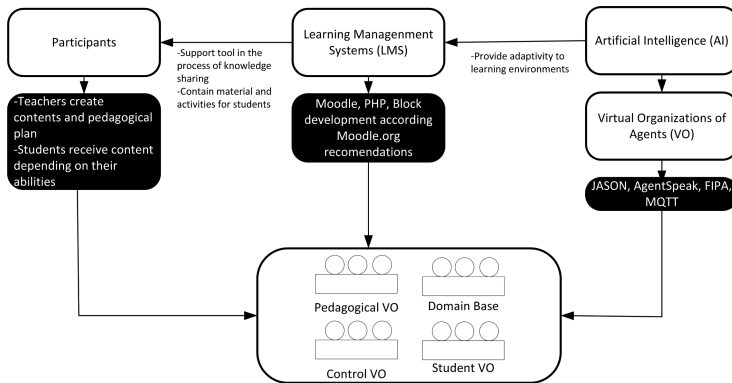 Participants
-Support tool in the
process of knowledge
sharing
-Contain material and
activities for students
Learning Managenment
Systems (LMS)
-Provide adaptivity to
learning environments
Artificial Intelligence (AI)
-Teachers create
contents and pedagogical
plan
-Students receive content
depending on their
abilities
Moodle, PHP, Block
development according
Moodle.org
recomendations
Virtual Organizations of
Agents (VO)
JASON, AgentSpeak, FIPA,
MQTT
Pedagogical VO
Domain Base
Control VO
Student VO